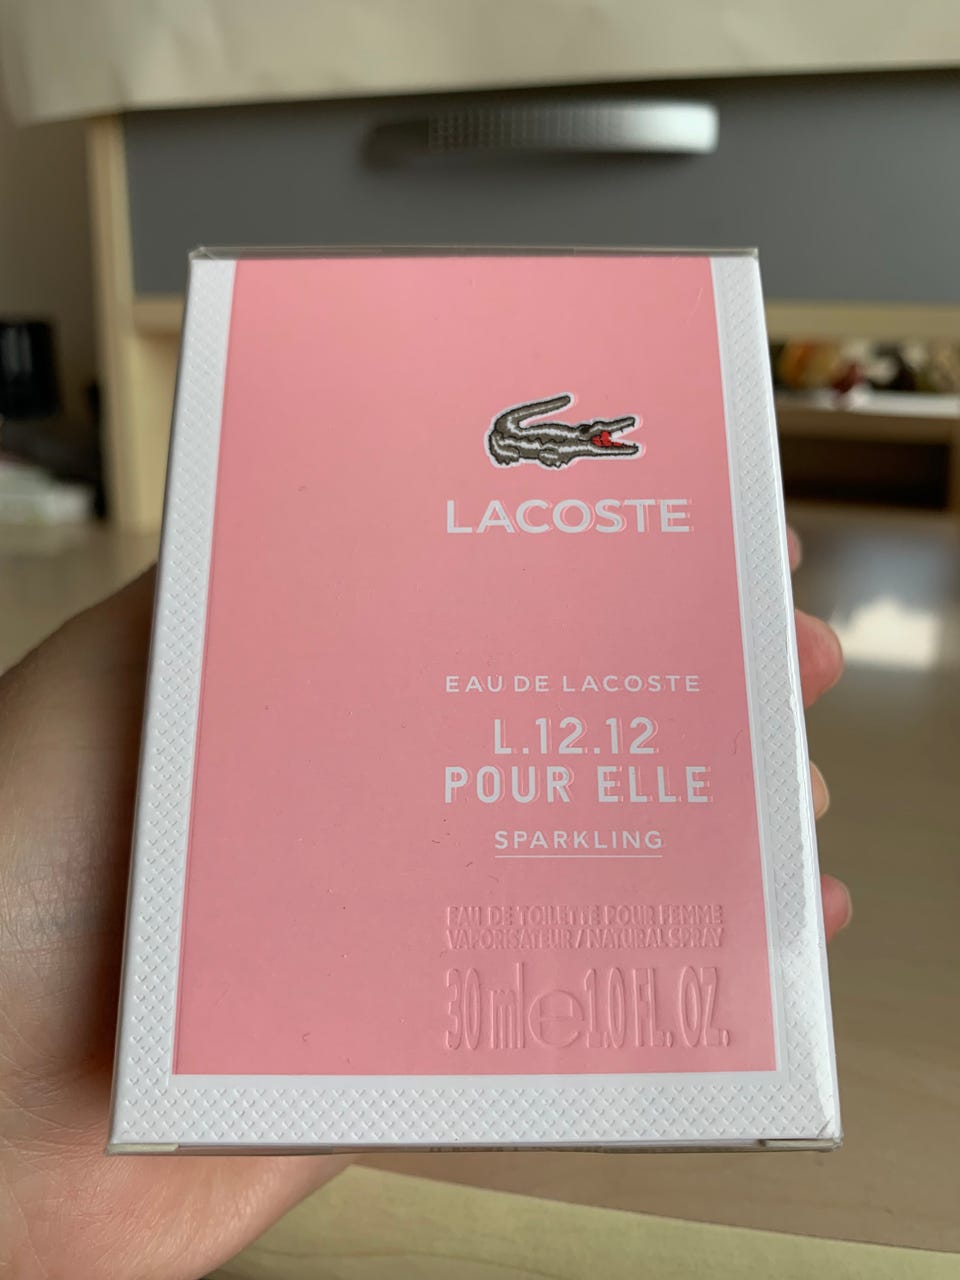 LACOSTE
EAU DE LACOSTE
L.12.12
POUR ELLE
SPARKLING
EAU DE TOILETTE POUR FEMME
VAPORISATEUR / NATURAL SPRAY
30 ml e 1.0 FL. OZ.